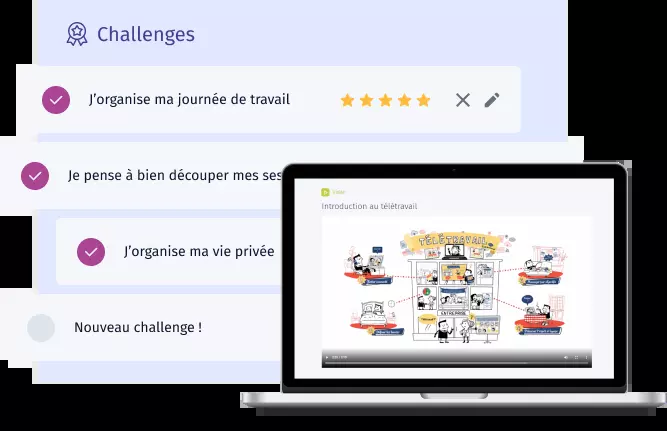 Challenges
J'organise ma journée de travail
Je pense à bien découper mes ses
J'organise ma vie privée
Nouveau challenge !
Introduction au télétravail
TÉLÉTRAVAIL
ENTREPRISE